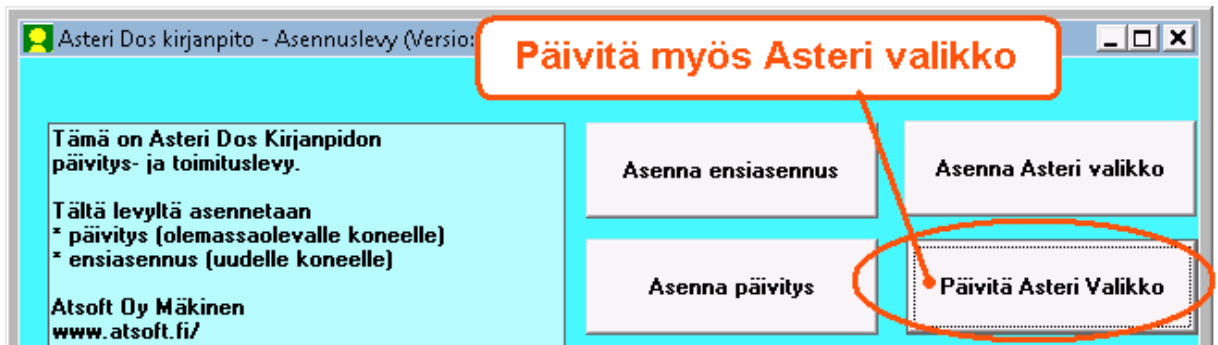 Asteri Dos kirjanpito - Asennuslevy (Versio:
Päivitä myös Asteri valikko
Tämä on Asteri Dos Kirjanpidon
päivitys- ja toimituslevy.
Tältä levyltä asennetaan
* päivitys (olemassaolevalle koneelle)
* ensiasennus (uudelle koneelle)
Atsoft Oy Mäkinen
www.atsoft.fi/
Asenna ensiasennus
Asenna Asteri valikko
Asenna päivitys
Päivitä Asteri Valikko